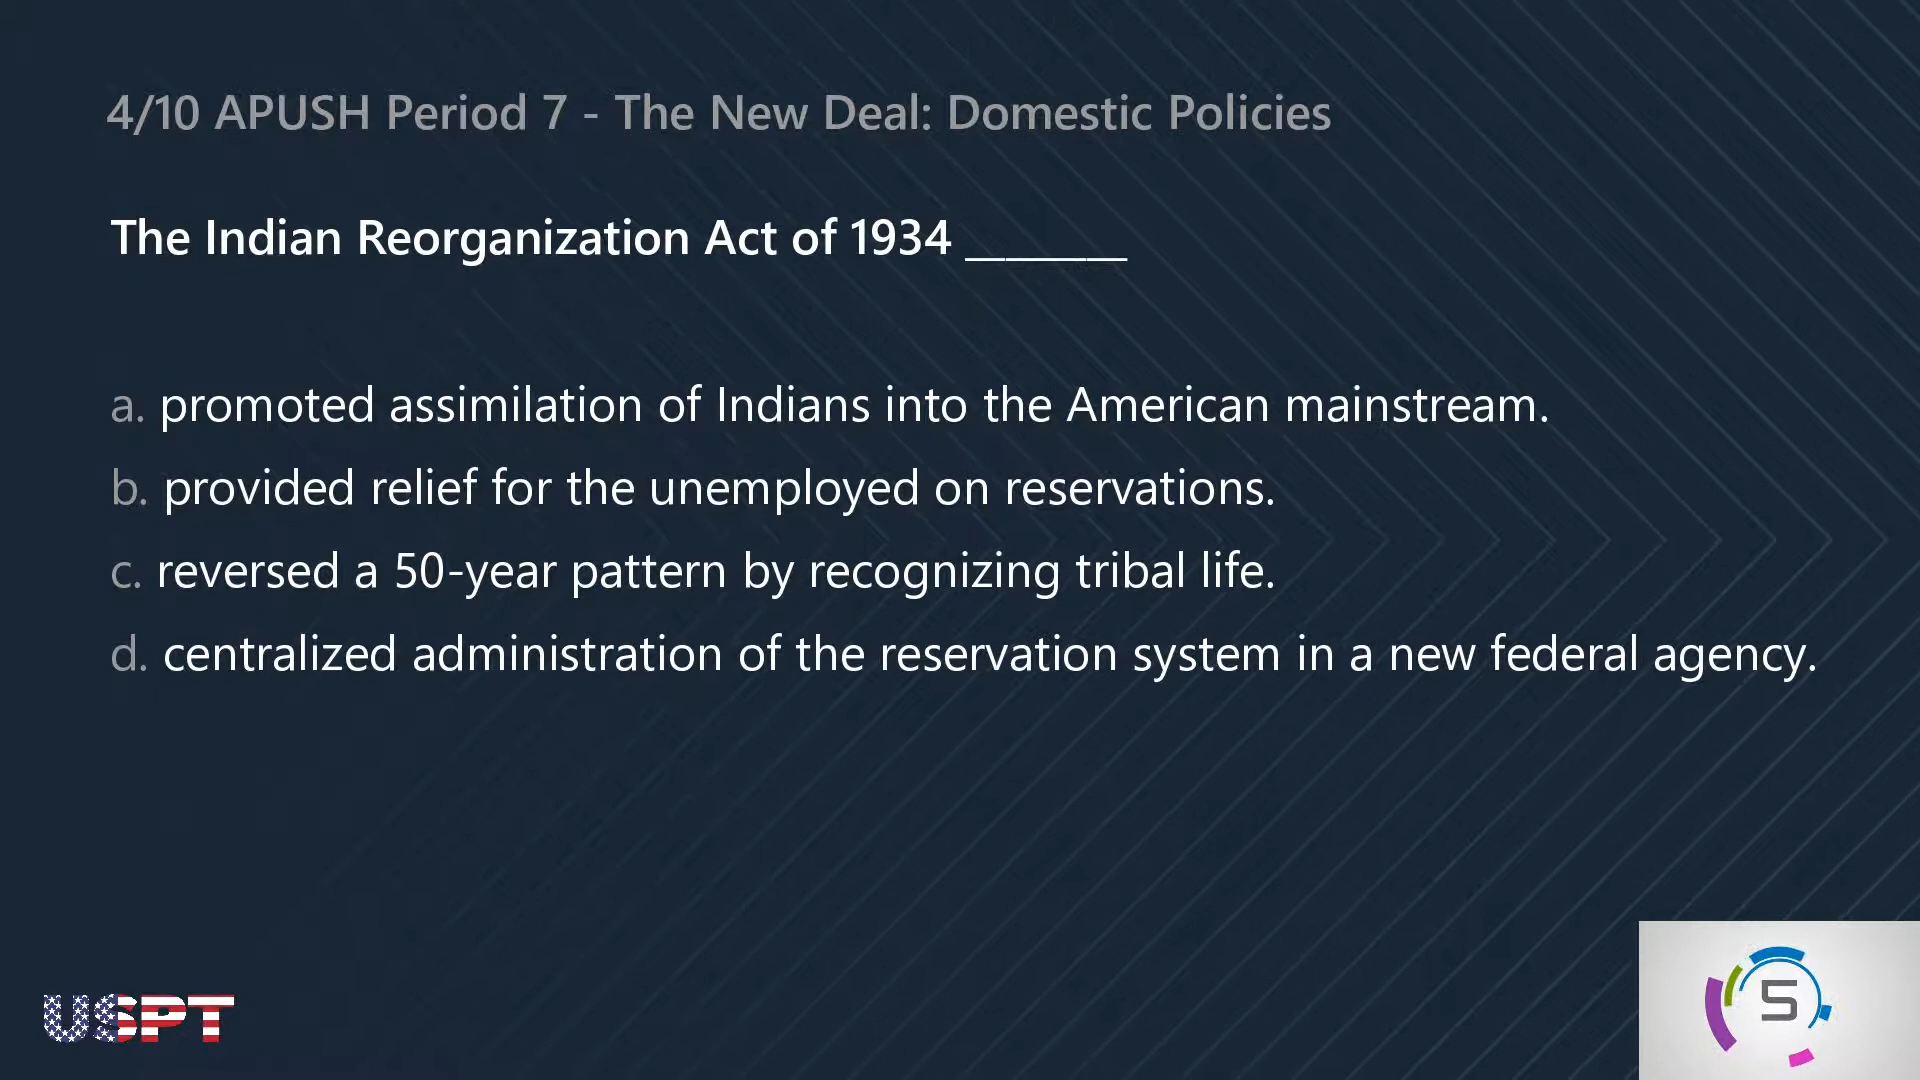 4/10 APUSH Period 7 - The New Deal: Domestic Policies
The Indian Reorganization Act of 1934 ________
a. promoted assimilation of Indians into the American mainstream.
b. provided relief for the unemployed on reservations.
c. reversed a 50-year pattern by recognizing tribal life.
d. centralized administration of the reservation system in a new federal agency.
USPT
5